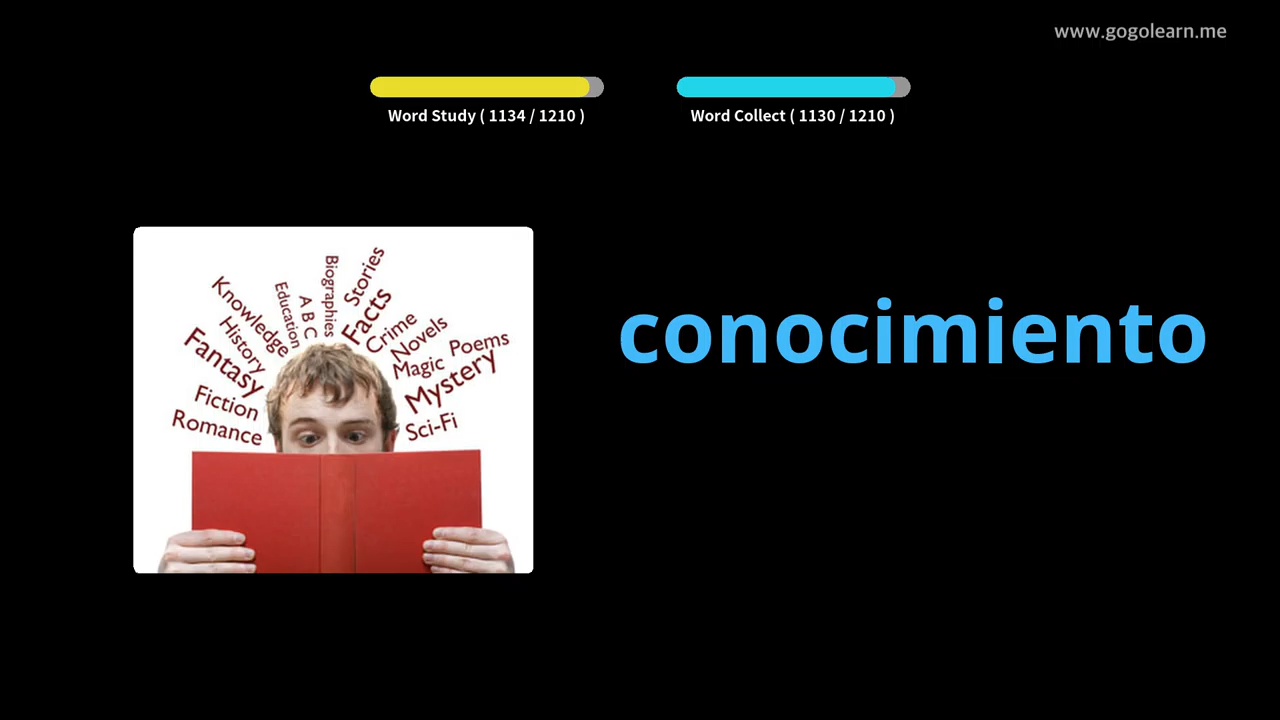 www.gogolearn.me
Word Study ( 1134 / 1210 )
Word Collect ( 1130 / 1210 )
conocimiento
Stories
Biographies
Facts
A B C
Education
Knowledge
Crime
History
Novels
Poems
Fantasy
Magic
Mystery
Fiction
Romance
Sci-Fi